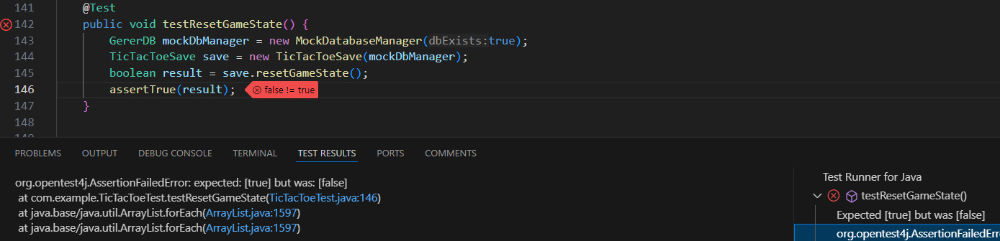 141 @Test
142 public void testResetGameState() {
143 GererDB mockDbManager = new MockDatabaseManager(dbExists:true);
144 TicTacToeSave save = new TicTacToeSave(mockDbManager);
145 boolean result = save.resetGameState();
146 assertTrue(result); false != true
147 }
148
PROBLEMS OUTPUT DEBUG CONSOLE TERMINAL TEST RESULTS PORTS COMMENTS
org.opentest4j.AssertionFailedError: expected: [true] but was: [false]
at com.example.TicTacToeTest.testResetGameState(TicTacToeTest.java:146)
at java.base/java.util.ArrayList.forEach(ArrayList.java:1597)
at java.base/java.util.ArrayList.forEach(ArrayList.java:1597)
Test Runner for Java
testResetGameState()
Expected [true] but was [false]
org.opentest4j.AssertionFailedErr